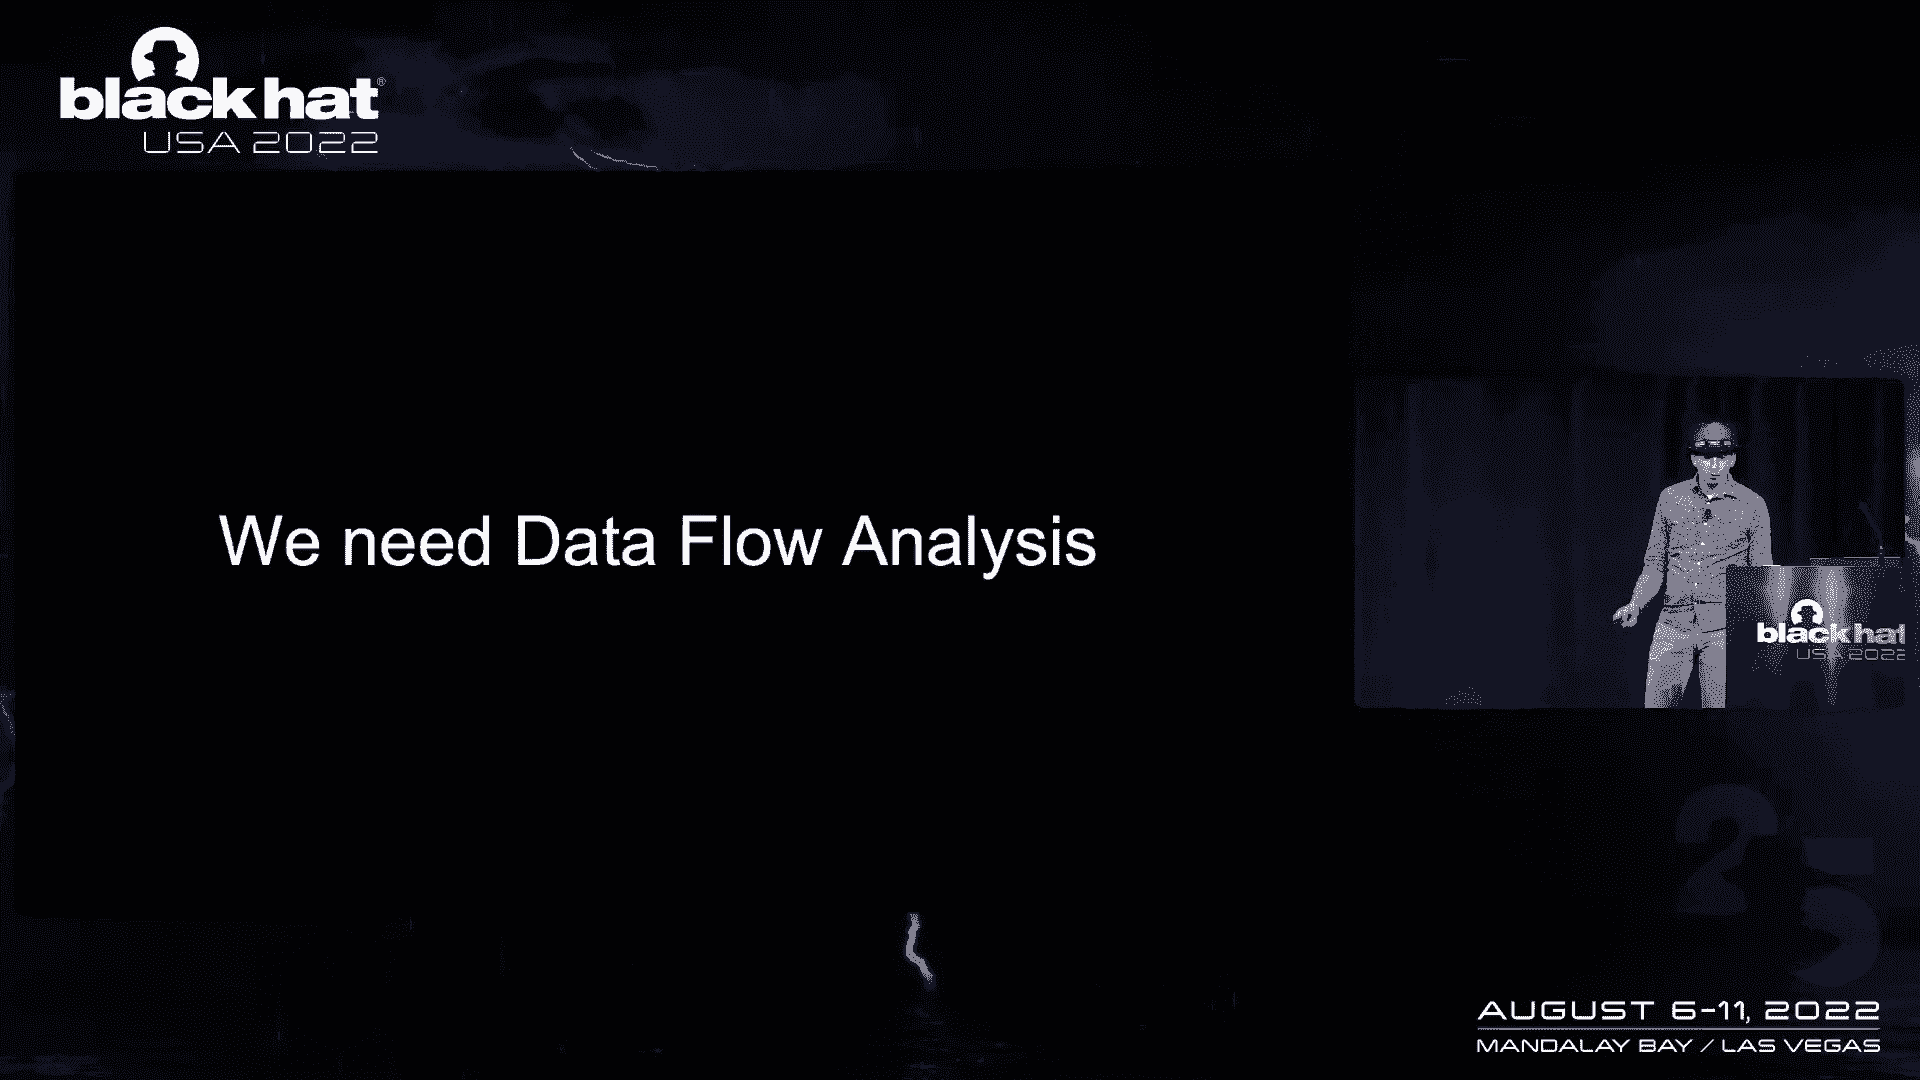 black hat®
USA 2022
We need Data Flow Analysis
black hat
USA 2022
25
AUGUST 6-11, 2022
MANDALAY BAY / LAS VEGAS